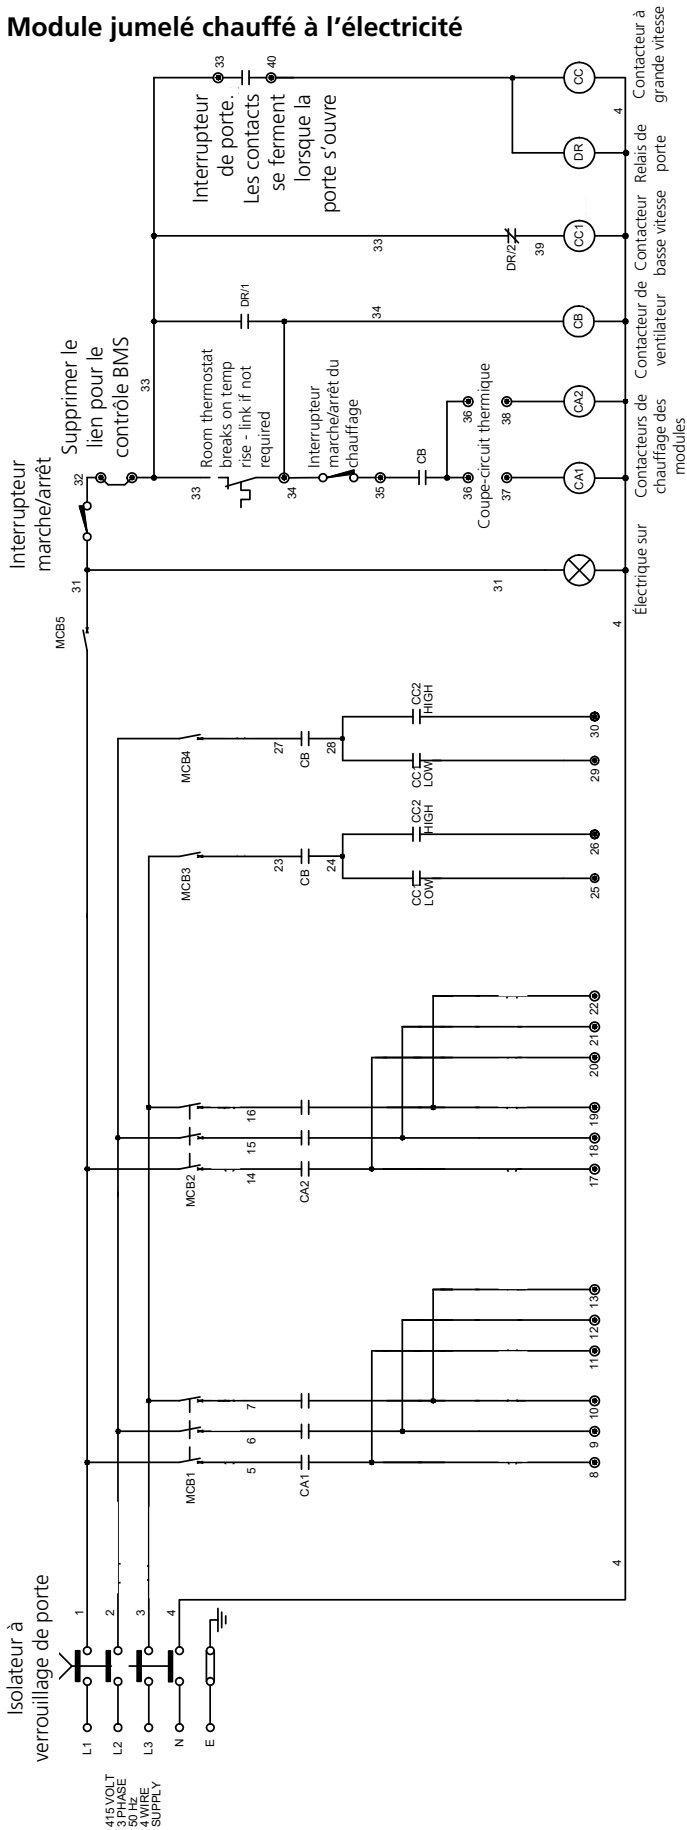 Module jumelé chauffé à l'électricité
Isolateur à
verrouillage de porte
415 VOLT
3 PHASE
50 Hz
4 WIRE
SUPPLY
L1
L2
L3
N
E
1
2
3
4
4
MCB1
5
6
7
CA1
8
9
10
11
12
13
MCB2
14
15
16
CA2
17
18
19
20
21
22
MCB3
23
CB
24
CC1
LOW
CC2
HIGH
25
26
MCB4
27
CB
28
CC1
LOW
CC2
HIGH
29
30
MCB5
31
31
4
Électrique sur
Interrupteur
marche/arrêt
32
Supprimer le
lien pour le
contrôle BMS
33
33
Room thermostat
breaks on temp
rise - link if not
required
34
Interrupteur
marche/arrêt du
chauffage
35
CB
36
36
Coupe-circuit thermique
37
38
CA1
CA2
Contacteurs de
chauffage des
modules
DR/1
34
CB
Contacteur de
ventilateur
33
DR/2
39
CC1
Contacteur
basse vitesse
33
40
Interrupteur
de porte.
Les contacts
se ferment
lorsque la
porte s'ouvre
DR
Relais de
porte
CC
4
Contacteur à
grande vitesse